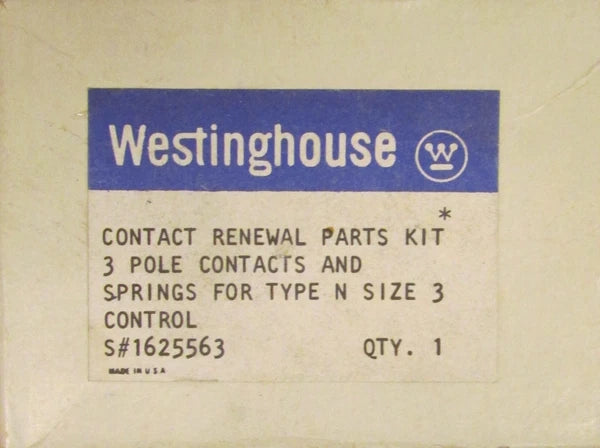 Westinghouse W
*
CONTACT RENEWAL PARTS KIT
3 POLE CONTACTS AND
SPRINGS FOR TYPE N SIZE 3
CONTROL
S#1625563 QTY. 1
MADE IN USA